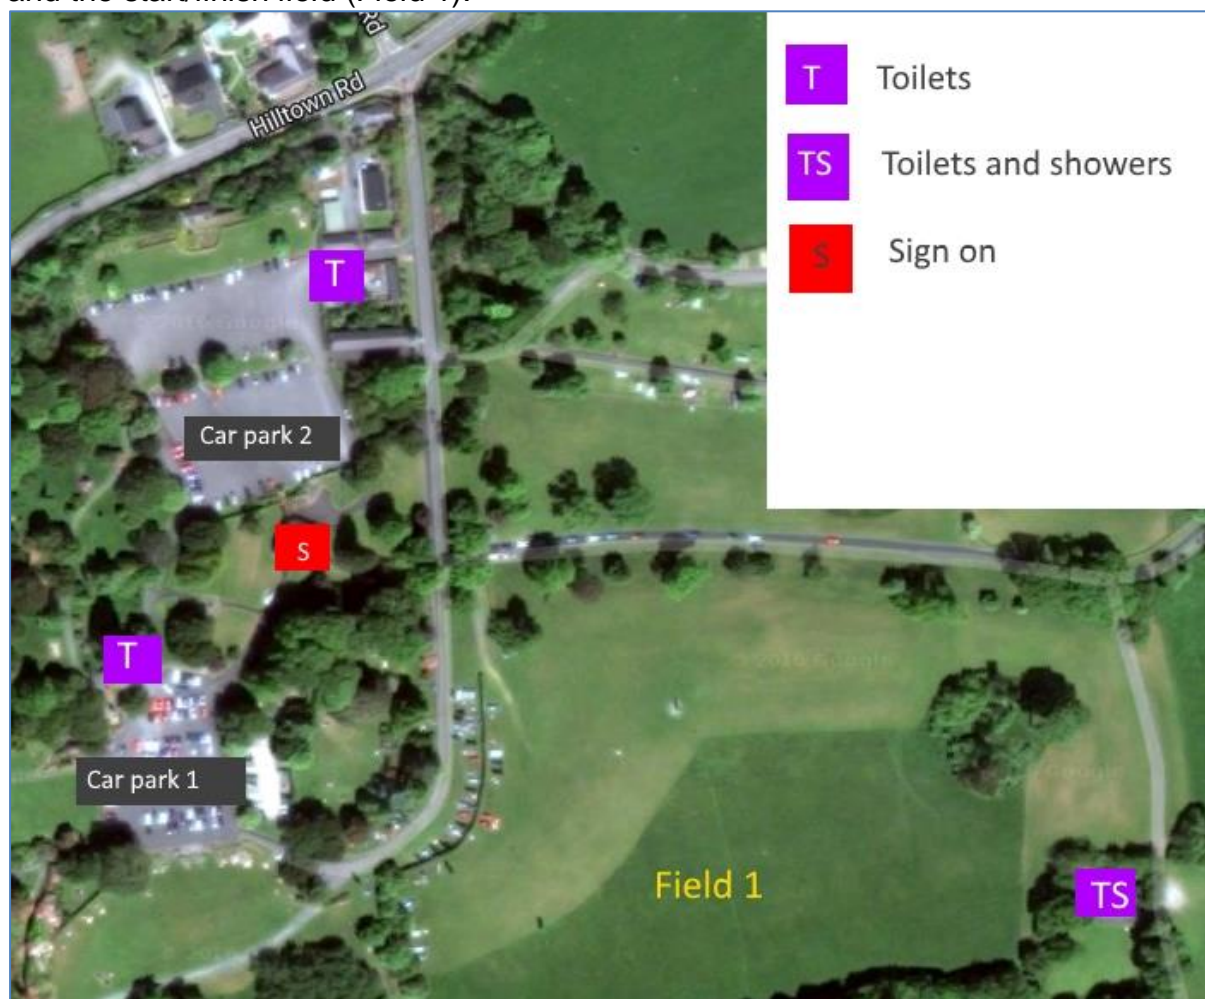 and the start/finish field (Field 1).
Rd
Hilltown Rd
T Toilets
TS Toilets and showers
S Sign on
T
Car park 2
S
T
Car park 1
Field 1
TS